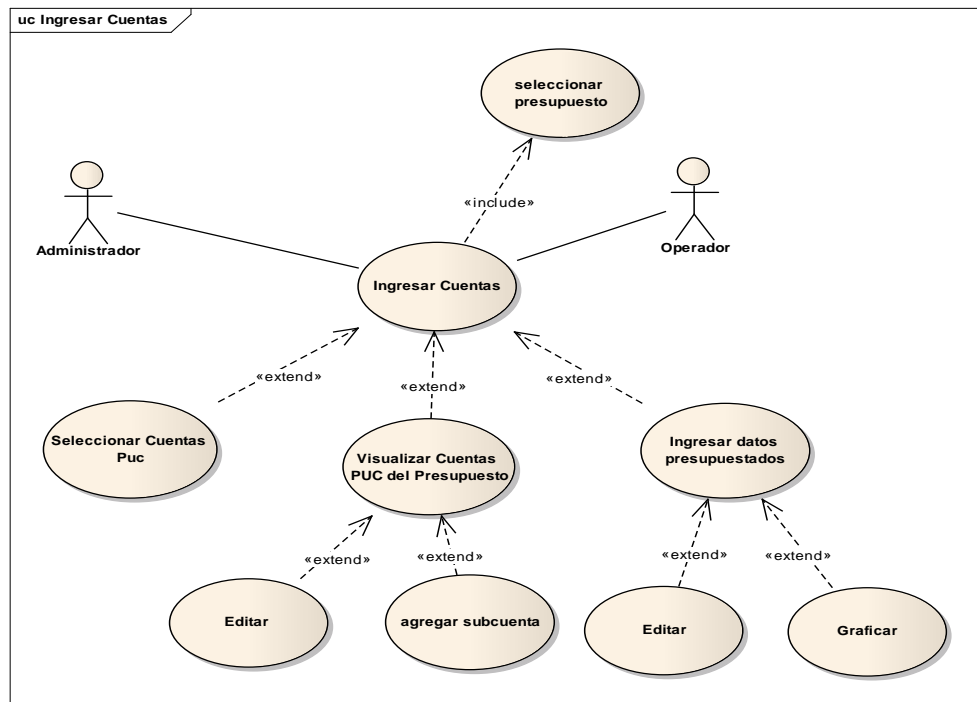 uc Ingresar Cuentas
seleccionar
presupuesto
«include»
Administrador
Operador
Ingresar Cuentas
«extend»
«extend»
«extend»
Seleccionar Cuentas
Puc
Visualizar Cuentas
PUC del Presupuesto
Ingresar datos
presupuestados
«extend»
«extend»
«extend»
«extend»
Editar
agregar subcuenta
Editar
Graficar